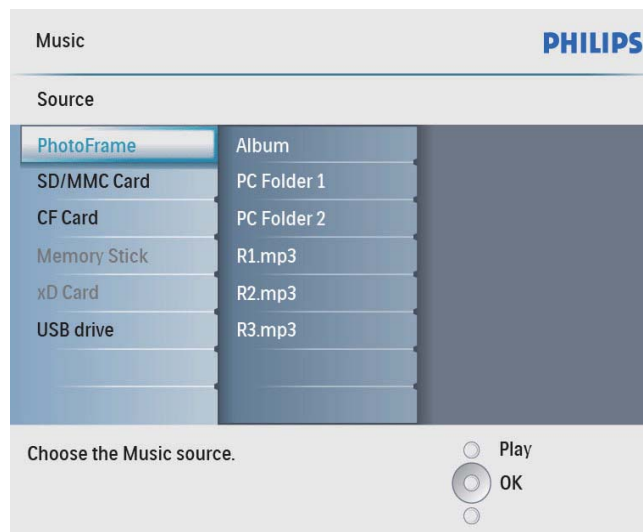 Music
PHILIPS
Source
PhotoFrame
SD/MMC Card
CF Card
Memory Stick
xD Card
USB drive
Album
PC Folder 1
PC Folder 2
R1.mp3
R2.mp3
R3.mp3
Choose the Music source.
Play
OK